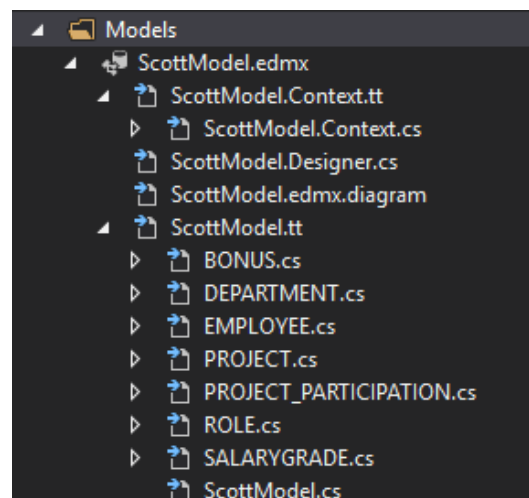 Models
ScottModel.edmx
ScottModel.Context.tt
ScottModel.Context.cs
ScottModel.Designer.cs
ScottModel.edmx.diagram
ScottModel.tt
BONUS.cs
DEPARTMENT.cs
EMPLOYEE.cs
PROJECT.cs
PROJECT_PARTICIPATION.cs
ROLE.cs
SALARYGRADE.cs
ScottModel.cs